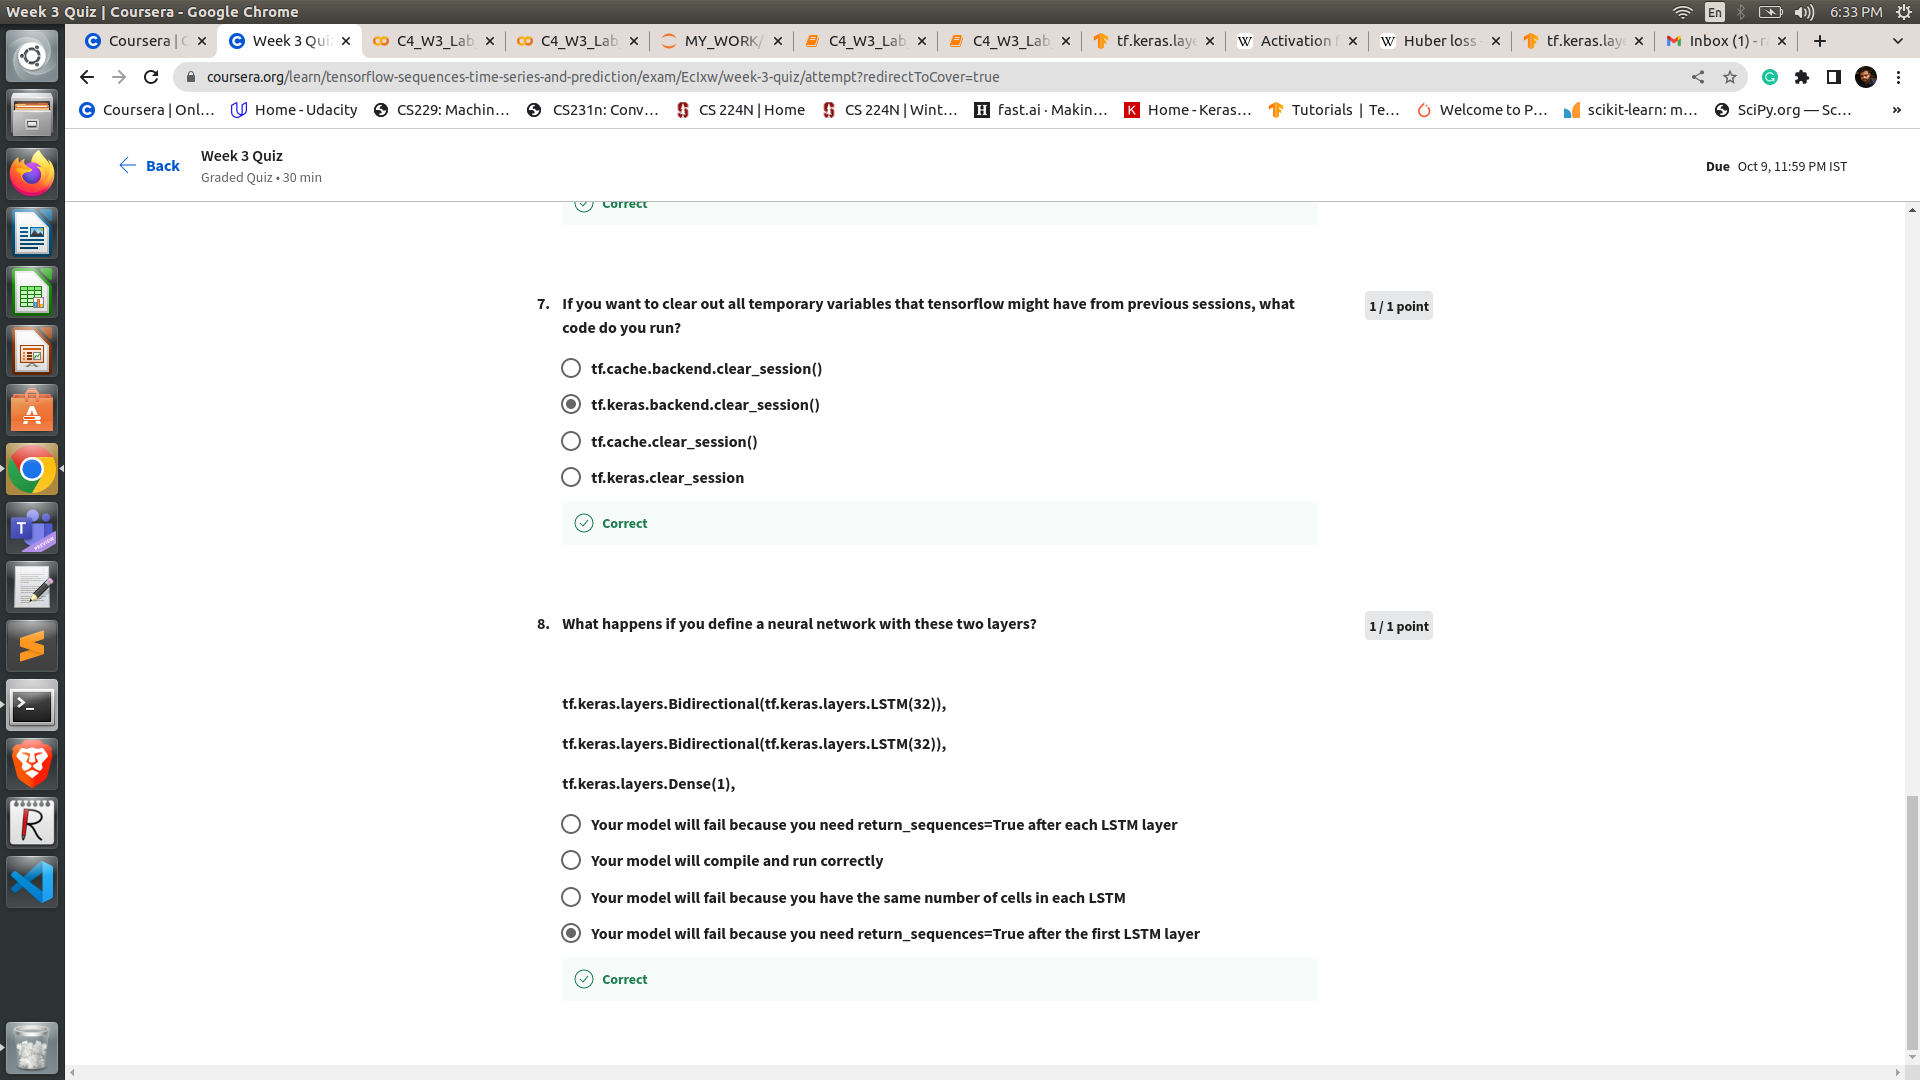 Week 3 Quiz | Coursera - Google Chrome
En
6:33 PM
Coursera | C
Week 3 Qui
C4_W3_Lab
C4_W3_Lab
MY_WORK/
C4_W3_Lab
C4_W3_Lab
tf.keras.laye
Activation f
Huber loss -
tf.keras.laye
Inbox (1) - r
coursera.org/learn/tensorflow-sequences-time-series-and-prediction/exam/EcIxw/week-3-quiz/attempt?redirectToCover=true
Coursera | Onl...
Home - Udacity
CS229: Machin...
CS231n: Conv...
CS 224N | Home
CS 224N | Wint...
fast.ai · Makin...
Home - Keras...
Tutorials | Te...
Welcome to P...
scikit-learn: m...
SciPy.org — Sc...
»
Back
Week 3 Quiz
Graded Quiz • 30 min
Due Oct 9, 11:59 PM IST
Correct
7. If you want to clear out all temporary variables that tensorflow might have from previous sessions, what
code do you run?
1 / 1 point
tf.cache.backend.clear_session()
tf.keras.backend.clear_session()
tf.cache.clear_session()
tf.keras.clear_session
Correct
8. What happens if you define a neural network with these two layers?
1 / 1 point
tf.keras.layers.Bidirectional(tf.keras.layers.LSTM(32)),
tf.keras.layers.Bidirectional(tf.keras.layers.LSTM(32)),
tf.keras.layers.Dense(1),
Your model will fail because you need return_sequences=True after each LSTM layer
Your model will compile and run correctly
Your model will fail because you have the same number of cells in each LSTM
Your model will fail because you need return_sequences=True after the first LSTM layer
Correct